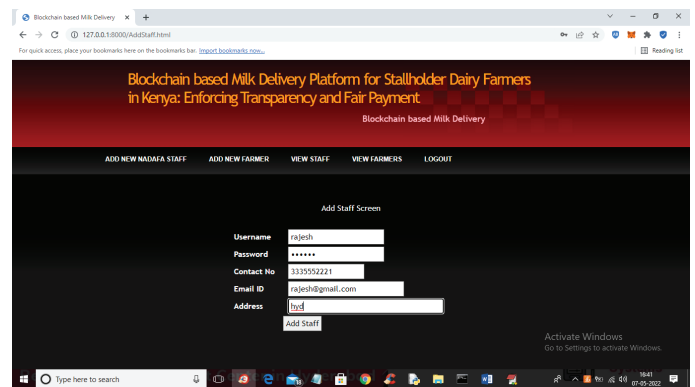 Blockchain based Milk Delivery
127.0.0.1:8000/AddStaff.html
For quick access, place your bookmarks here on the bookmarks bar. Import bookmarks now...
Reading list
Blockchain based Milk Delivery Platform for Stallholder Dairy Farmers
in Kenya: Enforcing Transparency and Fair Payment
Blockchain based Milk Delivery
ADD NEW NADAFA STAFF ADD NEW FARMER VIEW STAFF VIEW FARMERS LOGOUT
Add Staff Screen
Username rajesh
Password ••••••
Contact No 3335552221
Email ID rajesh@gmail.com
Address hyd
Add Staff
Activate Windows
Go to Settings to activate Windows.
Type here to search
16:41
07-05-2022